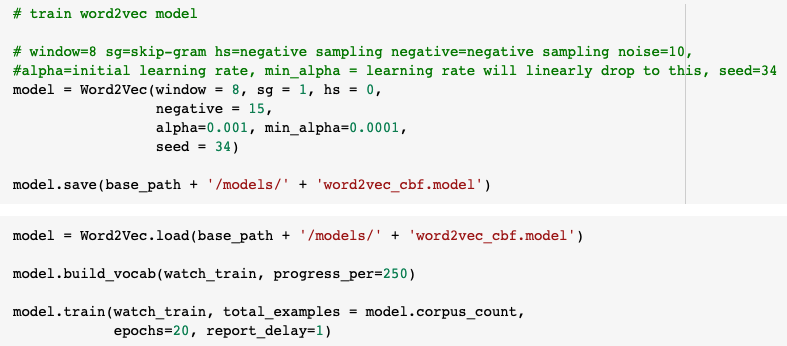 # train word2vec model
# window=8 sg=skip-gram hs=negative sampling negative=negative sampling noise=10,
#alpha=initial learning rate, min_alpha = learning rate will linearly drop to this, seed=34
model = Word2Vec(window = 8, sg = 1, hs = 0,
negative = 15,
alpha=0.001, min_alpha=0.0001,
seed = 34)
model.save(base_path + '/models/' + 'word2vec_cbf.model')
model = Word2Vec.load(base_path + '/models/' + 'word2vec_cbf.model')
model.build_vocab(watch_train, progress_per=250)
model.train(watch_train, total_examples = model.corpus_count,
epochs=20, report_delay=1)